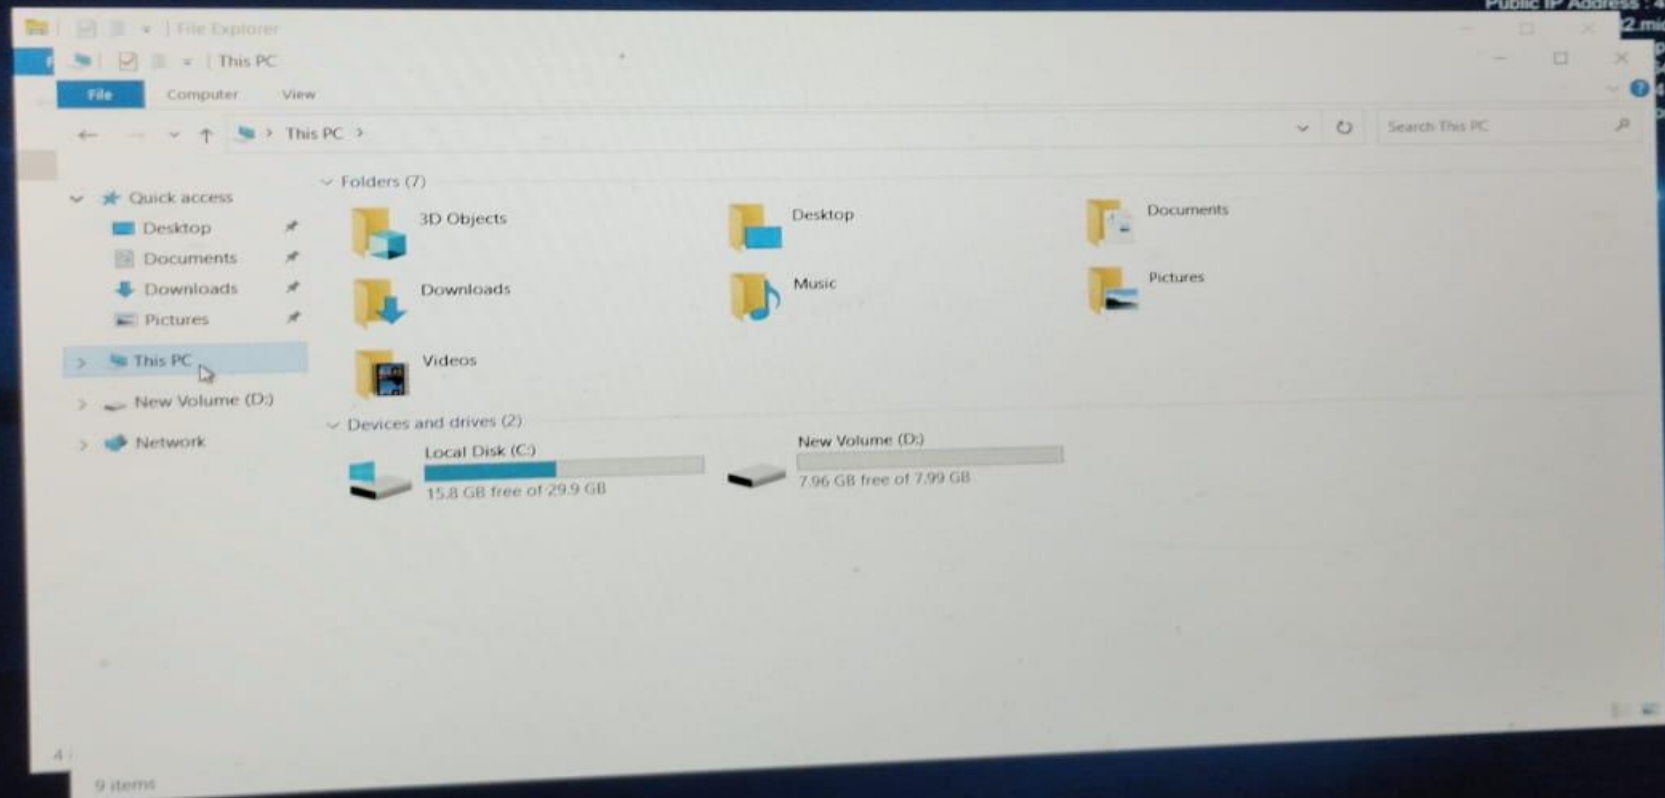 Public IP Address : 4
File Explorer
This PC
File Computer View
This PC
Search This PC
Quick access
Desktop
Documents
Downloads
Pictures
This PC
New Volume (D:)
Network
Folders (7)
3D Objects
Desktop
Documents
Downloads
Music
Pictures
Videos
Devices and drives (2)
Local Disk (C:)
15.8 GB free of 29.9 GB
New Volume (D:)
7.96 GB free of 7.99 GB
4
9 items